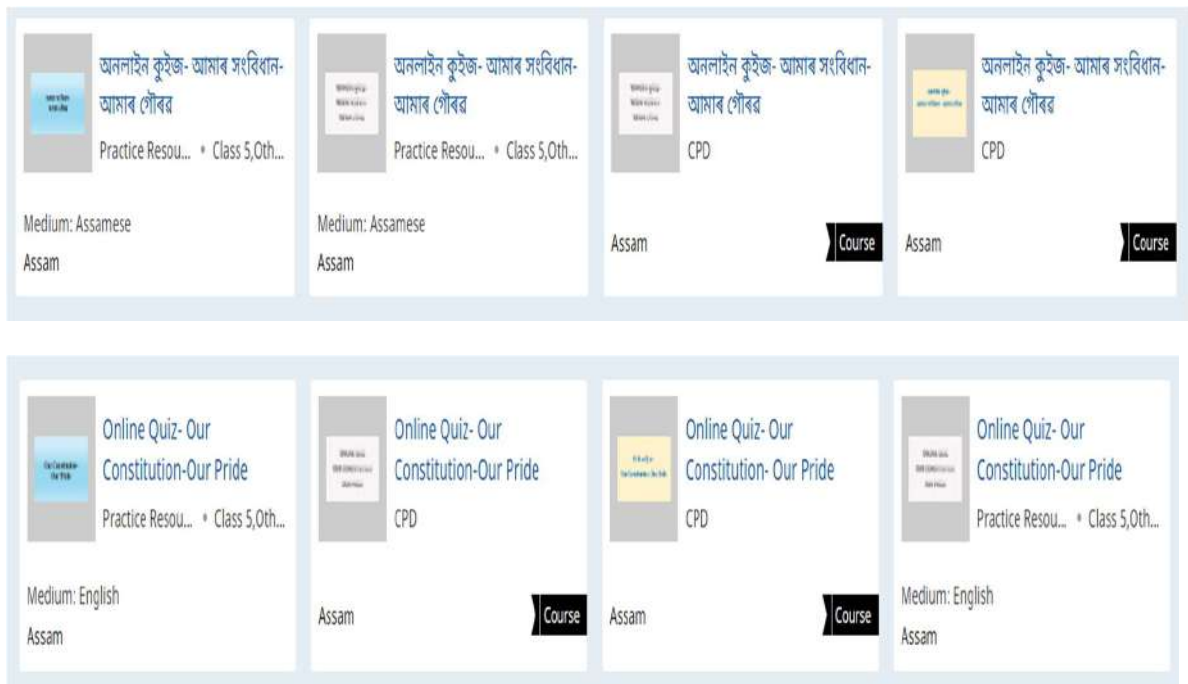 অনলাইন কুইজ- আমাৰ সংবিধান-
আমাৰ গৌৰৱ
Practice Resou... • Class 5,Oth...
Medium: Assamese
Assam
অনলাইন কুইজ- আমাৰ সংবিধান-
আমাৰ গৌৰৱ
Practice Resou... • Class 5,Oth...
Medium: Assamese
Assam
অনলাইন কুইজ- আমাৰ সংবিধান-
আমাৰ গৌৰৱ
CPD
Assam
Course
অনলাইন কুইজ- আমাৰ সংবিধান-
আমাৰ গৌৰৱ
CPD
Assam
Course
Our Constitution-
Our Pride
Online Quiz- Our
Constitution-Our Pride
Practice Resou... • Class 5,Oth...
Medium: English
Assam
Online Quiz- Our
Constitution-Our Pride
CPD
Assam
Course
Online Quiz- Our
Constitution- Our Pride
CPD
Assam
Course
Online Quiz- Our
Constitution-Our Pride
Practice Resou... • Class 5,Oth...
Medium: English
Assam